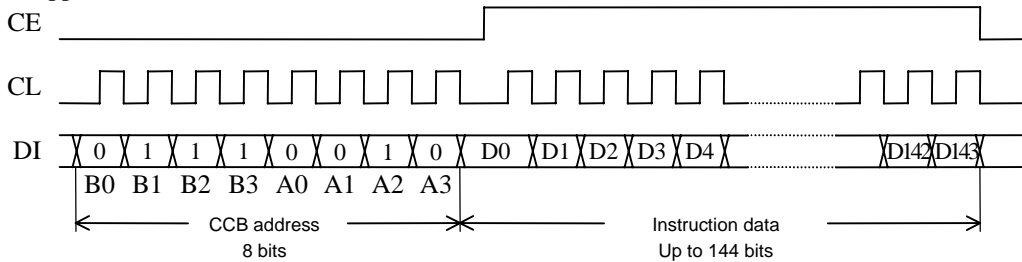 CE
CL
DI 0 1 1 1 0 0 1 0 D0 D1 D2 D3 D4 D142 D143
B0 B1 B2 B3 A0 A1 A2 A3
CCB address Instruction data
8 bits Up to 144 bits